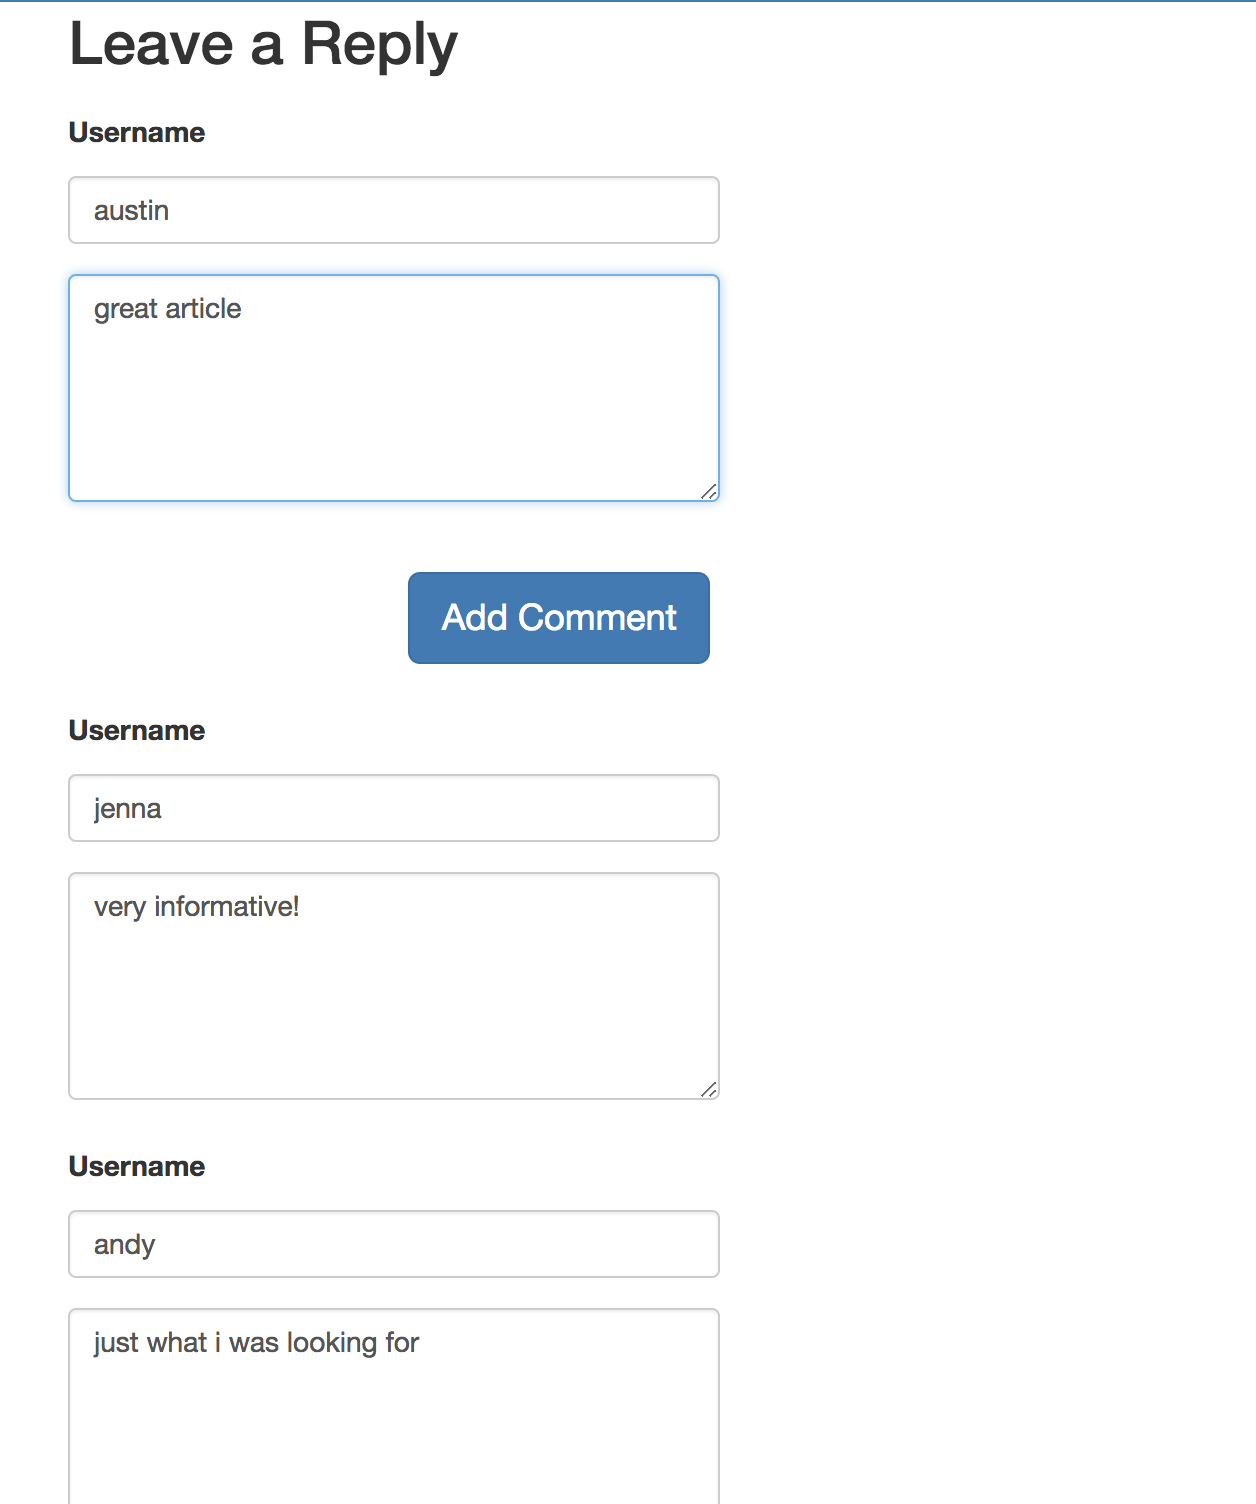 Leave a Reply
Username
austin
great article
Add Comment
Username
jenna
very informative!
Username
andy
just what i was looking for